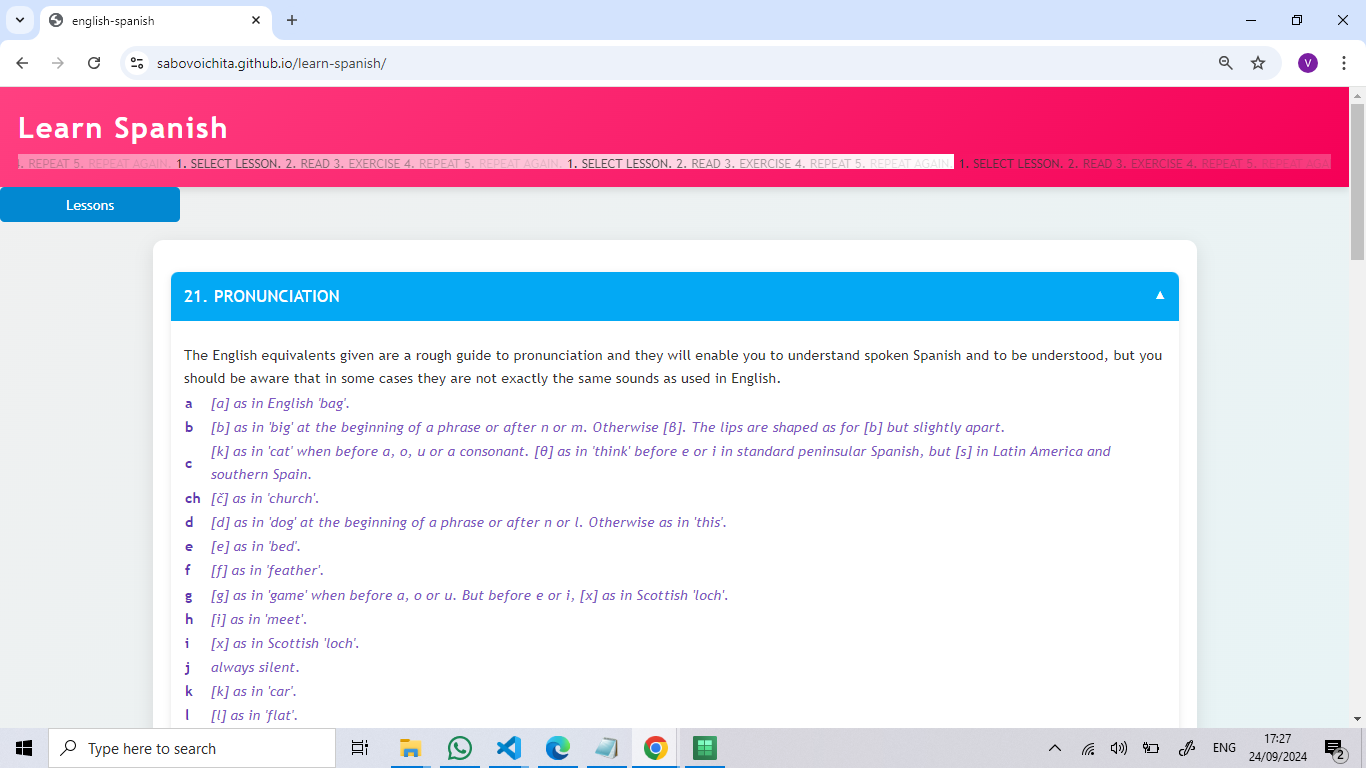 english-spanish
sabovoichita.github.io/learn-spanish/
V
Learn Spanish
. REPEAT 5. REPEAT AGAIN. 1. SELECT LESSON. 2. READ 3. EXERCISE 4. REPEAT 5. REPEAT AGAIN. 1. SELECT LESSON. 2. READ 3. EXERCISE 4. REPEAT 5. REPEAT AGAIN. 1. SELECT LESSON. 2. READ 3. EXERCISE 4. REPEAT 5. REPEAT AGA
Lessons
21. PRONUNCIATION ▲
The English equivalents given are a rough guide to pronunciation and they will enable you to understand spoken Spanish and to be understood, but you
should be aware that in some cases they are not exactly the same sounds as used in English.
a [a] as in English 'bag'.
b [b] as in 'big' at the beginning of a phrase or after n or m. Otherwise [β]. The lips are shaped as for [b] but slightly apart.
c [k] as in 'cat' when before a, o, u or a consonant. [θ] as in 'think' before e or i in standard peninsular Spanish, but [s] in Latin America and
southern Spain.
ch [č] as in 'church'.
d [d] as in 'dog' at the beginning of a phrase or after n or l. Otherwise as in 'this'.
e [e] as in 'bed'.
f [f] as in 'feather'.
g [g] as in 'game' when before a, o or u. But before e or i, [x] as in Scottish 'loch'.
h [i] as in 'meet'.
i [x] as in Scottish 'loch'.
j always silent.
k [k] as in 'car'.
l [l] as in 'flat'.
Type here to search
ENG
17:27
24/09/2024
2